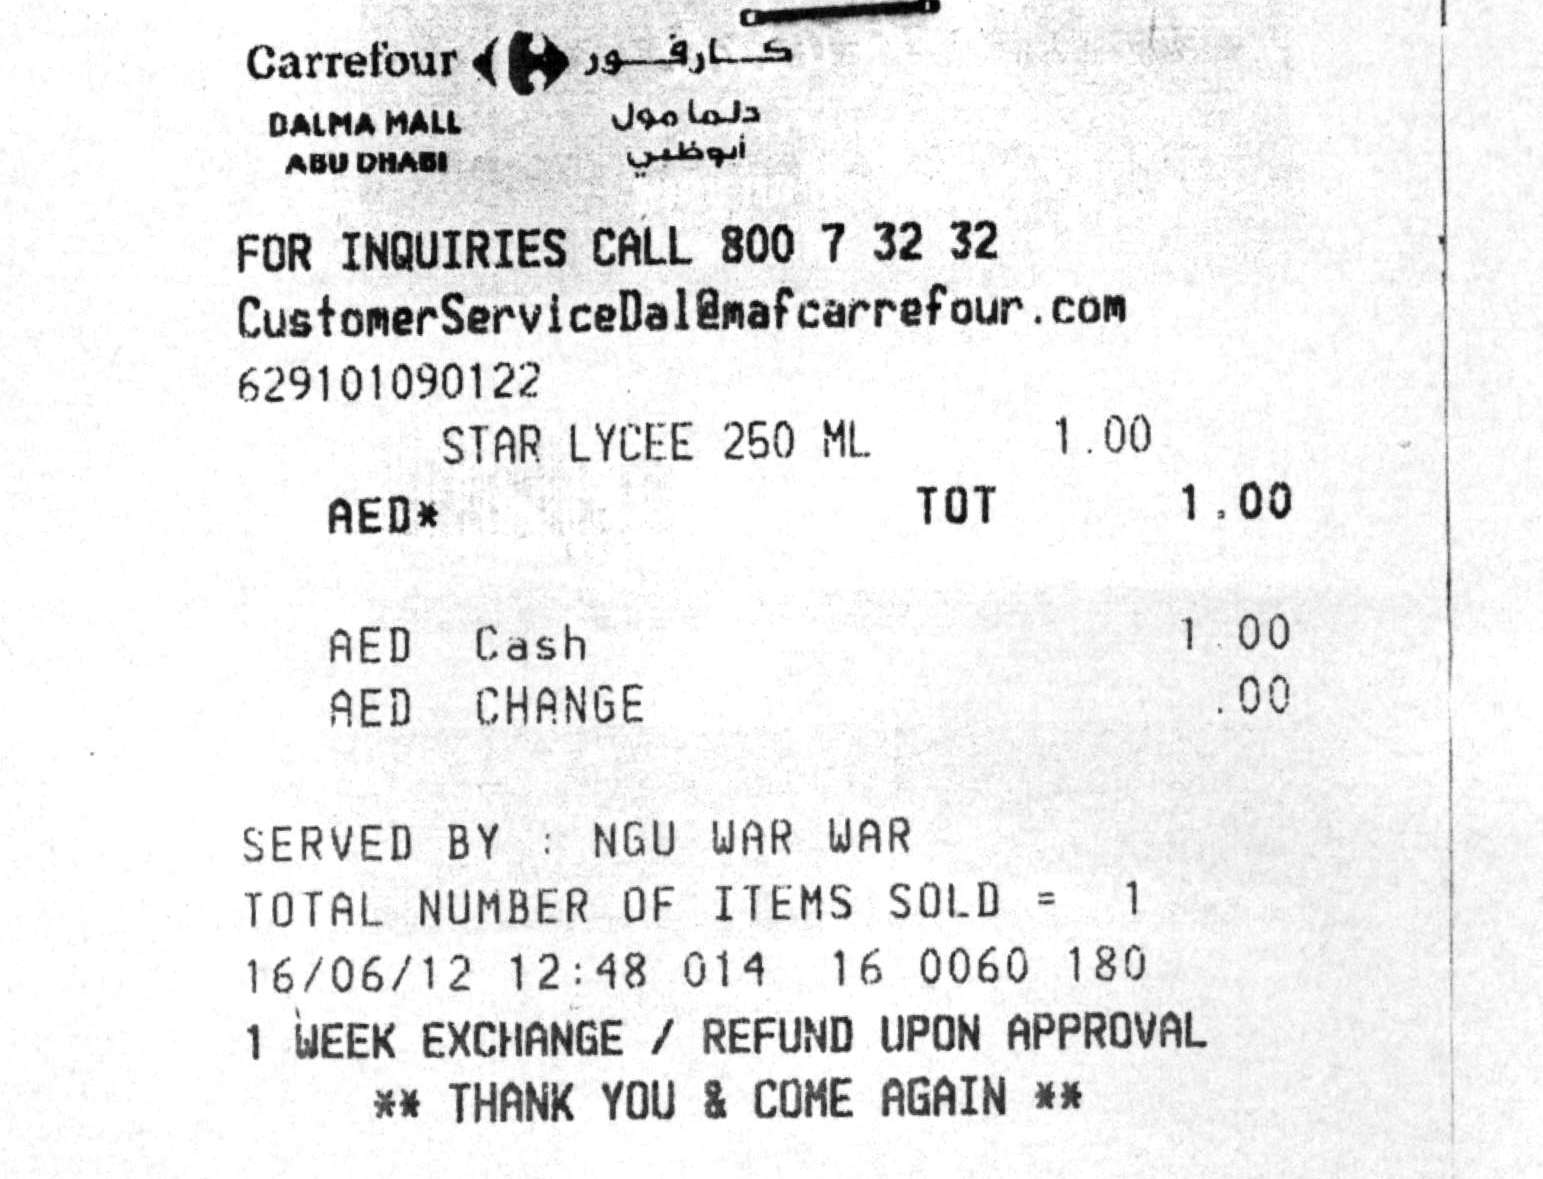 Carrefour كارفور
DALMA MALL دلما مول
ABU DHABI أبوظبي
FOR INQUIRIES CALL 800 7 32 32
CustomerServiceDal@mafcarrefour.com
629101090122
STAR LYCEE 250 ML 1.00
AED* TOT 1.00
AED Cash 1.00
AED CHANGE .00
SERVED BY : NGU WAR WAR
TOTAL NUMBER OF ITEMS SOLD = 1
16/06/12 12:48 014 16 0060 180
1 WEEK EXCHANGE / REFUND UPON APPROVAL
** THANK YOU & COME AGAIN **